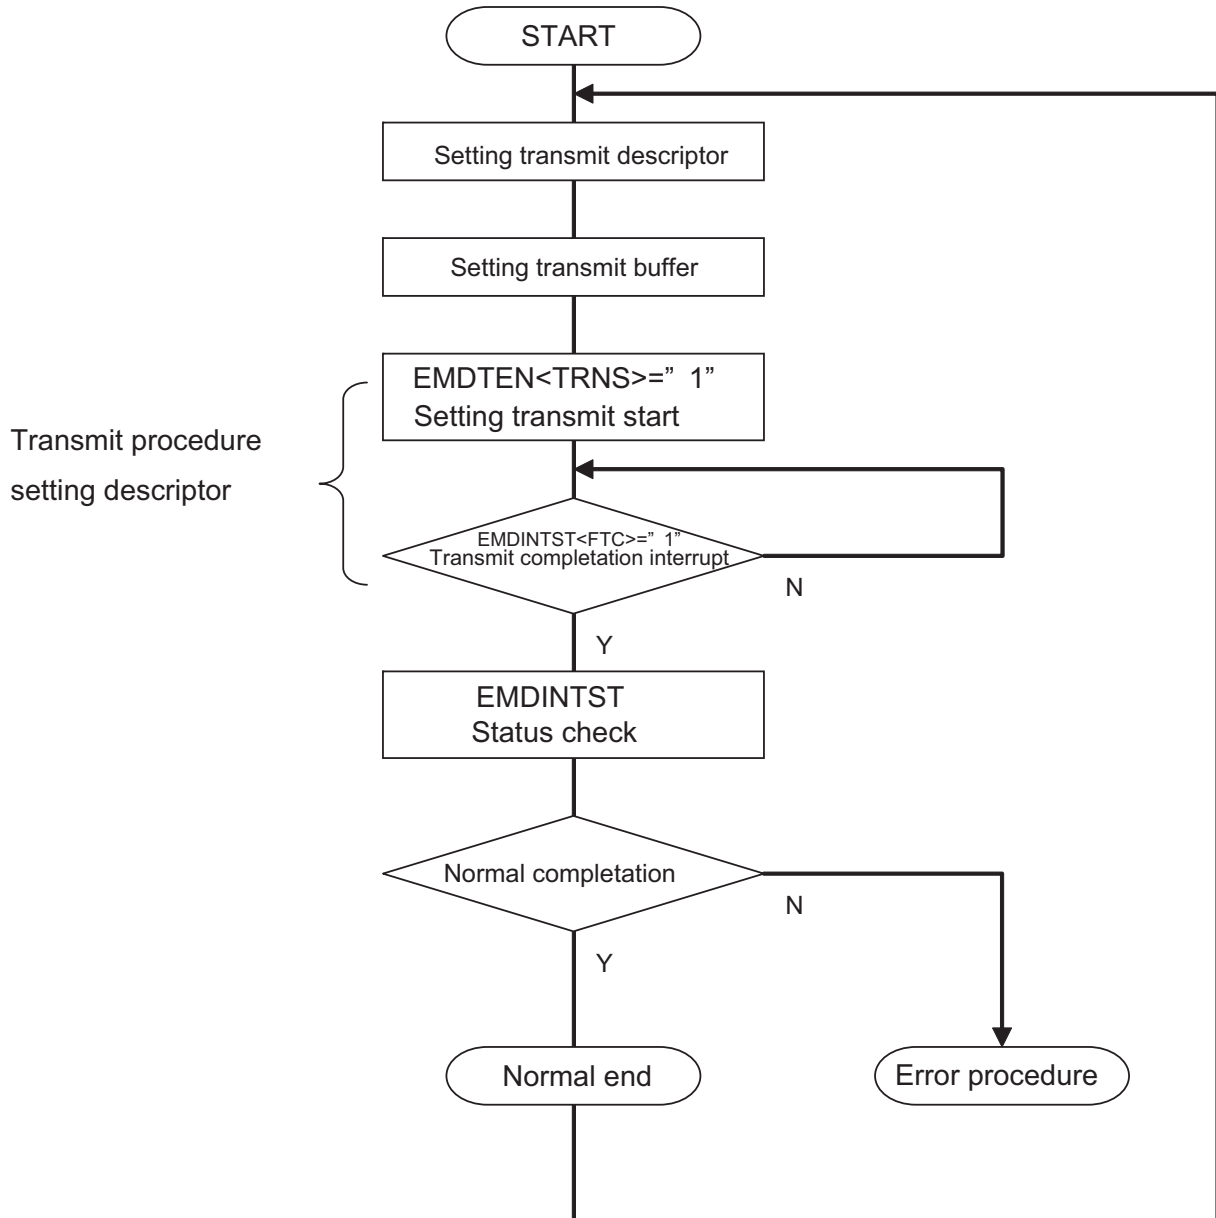 START
Setting transmit descriptor
Setting transmit buffer
EMDTEN<TRNS>=” 1”
Setting transmit start
Transmit procedure
setting descriptor
EMDINTST<FTC>=” 1”
Transmit completation interrupt
N
Y
EMDINTST
Status check
Normal completation
N
Y
Normal end
Error procedure